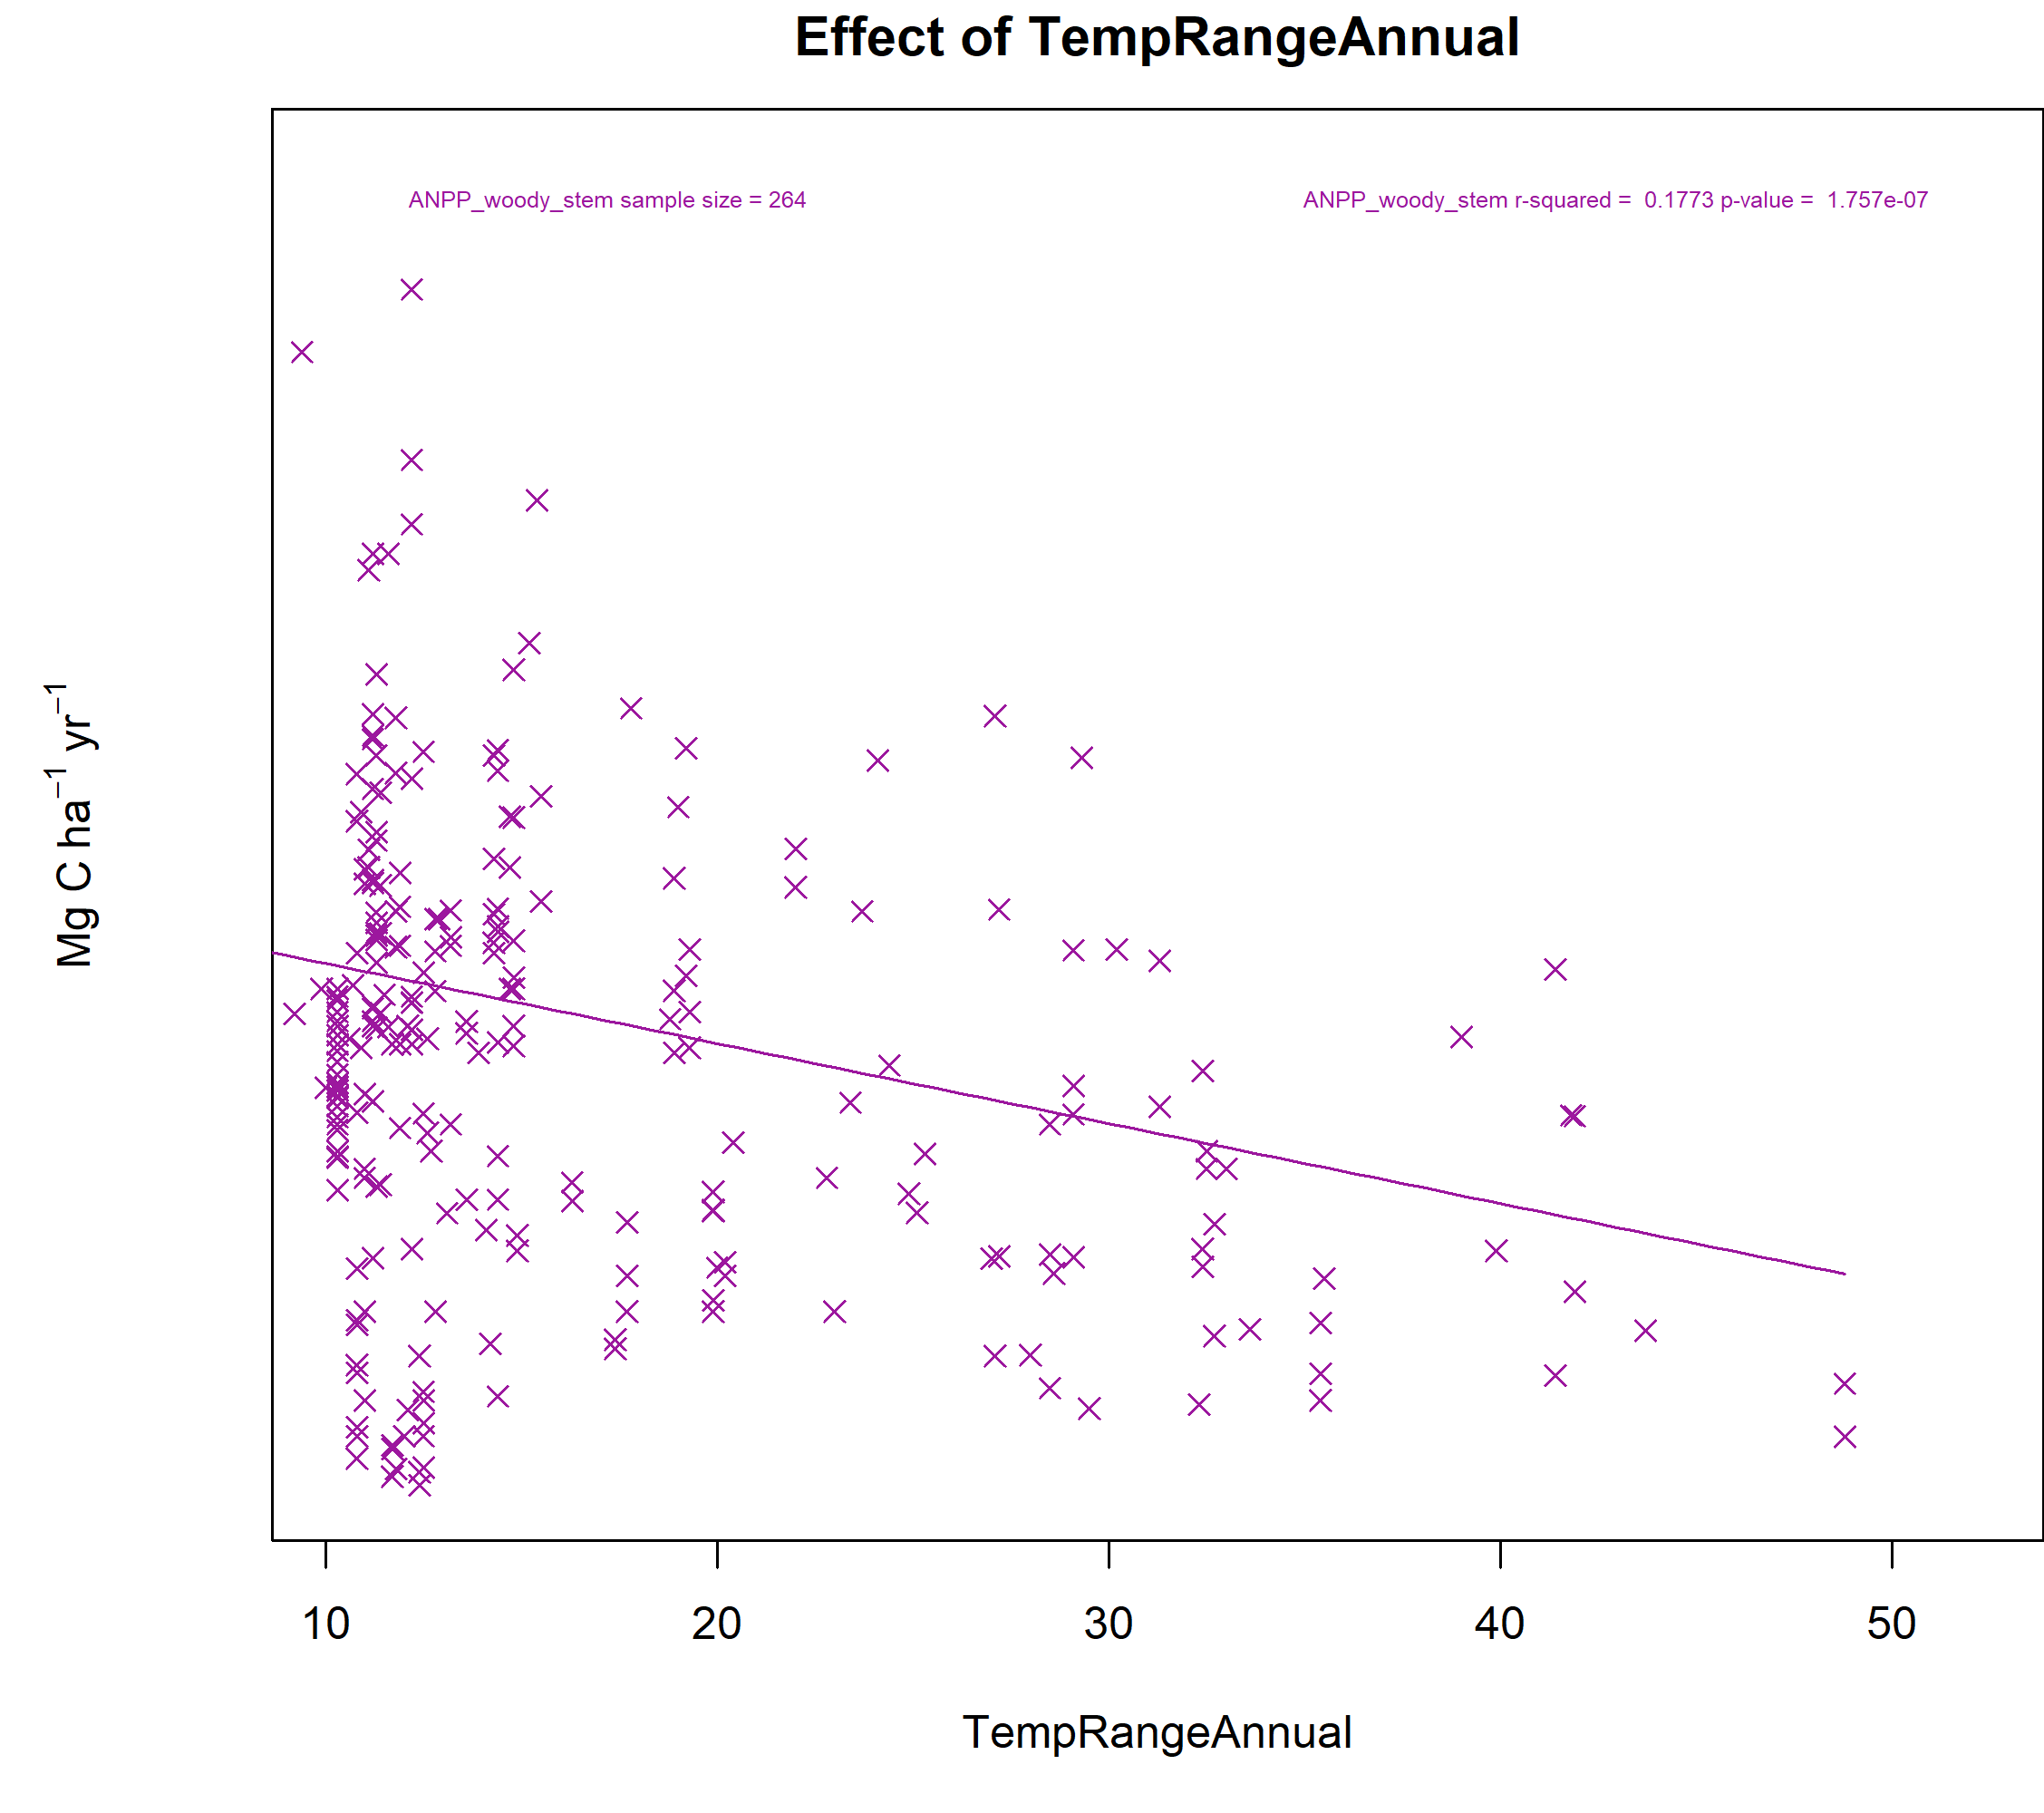 Effect of TempRangeAnnual
ANPP_woody_stem sample size = 264
ANPP_woody_stem r-squared =  0.1773 p-value =  1.757e-07
Mg C ha⁻¹ yr⁻¹
10 20 30 40 50
TempRangeAnnual